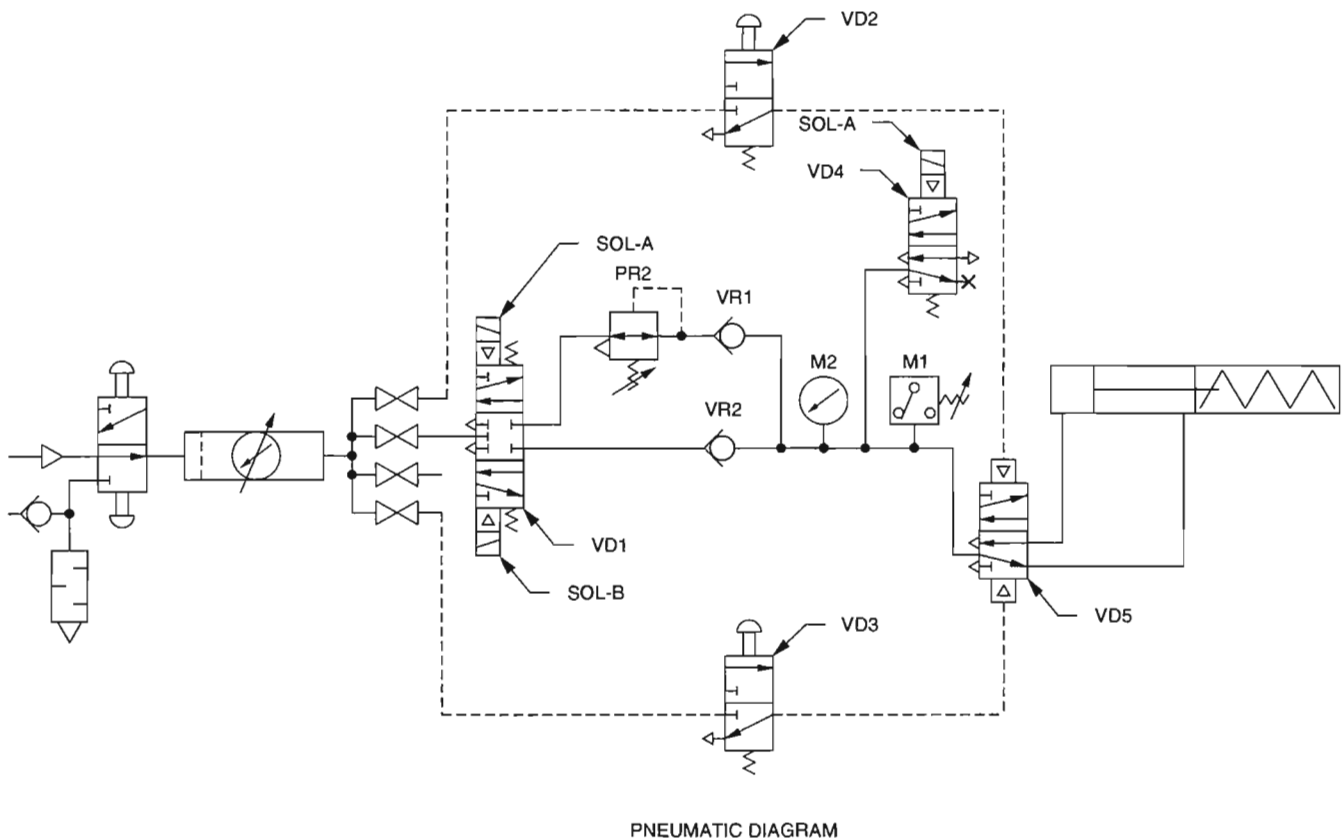 VD2
SOL-A
VD4
SOL-A
PR2
VR1
M2
M1
VR2
VD1
SOL-B
VD5
VD3
PNEUMATIC DIAGRAM